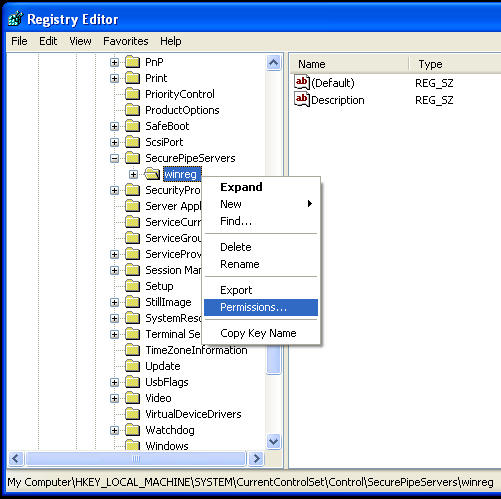 Registry Editor
File Edit View Favorites Help
PnP
Print
PriorityControl
ProductOptions
SafeBoot
ScsiPort
SecurePipeServers
winreg
SecurityPro
Server Appl
ServiceCurr
ServiceGrou
ServiceProv
Session Mar
Setup
StillImage
SystemReso
Terminal Se
TimeZoneInformation
Update
UsbFlags
Video
VirtualDeviceDrivers
Watchdog
Windows
Name Type
ab (Default) REG_SZ
ab Description REG_SZ
Expand
New
Find...
Delete
Rename
Export
Permissions...
Copy Key Name
My Computer\HKEY_LOCAL_MACHINE\SYSTEM\CurrentControlSet\Control\SecurePipeServers\winreg